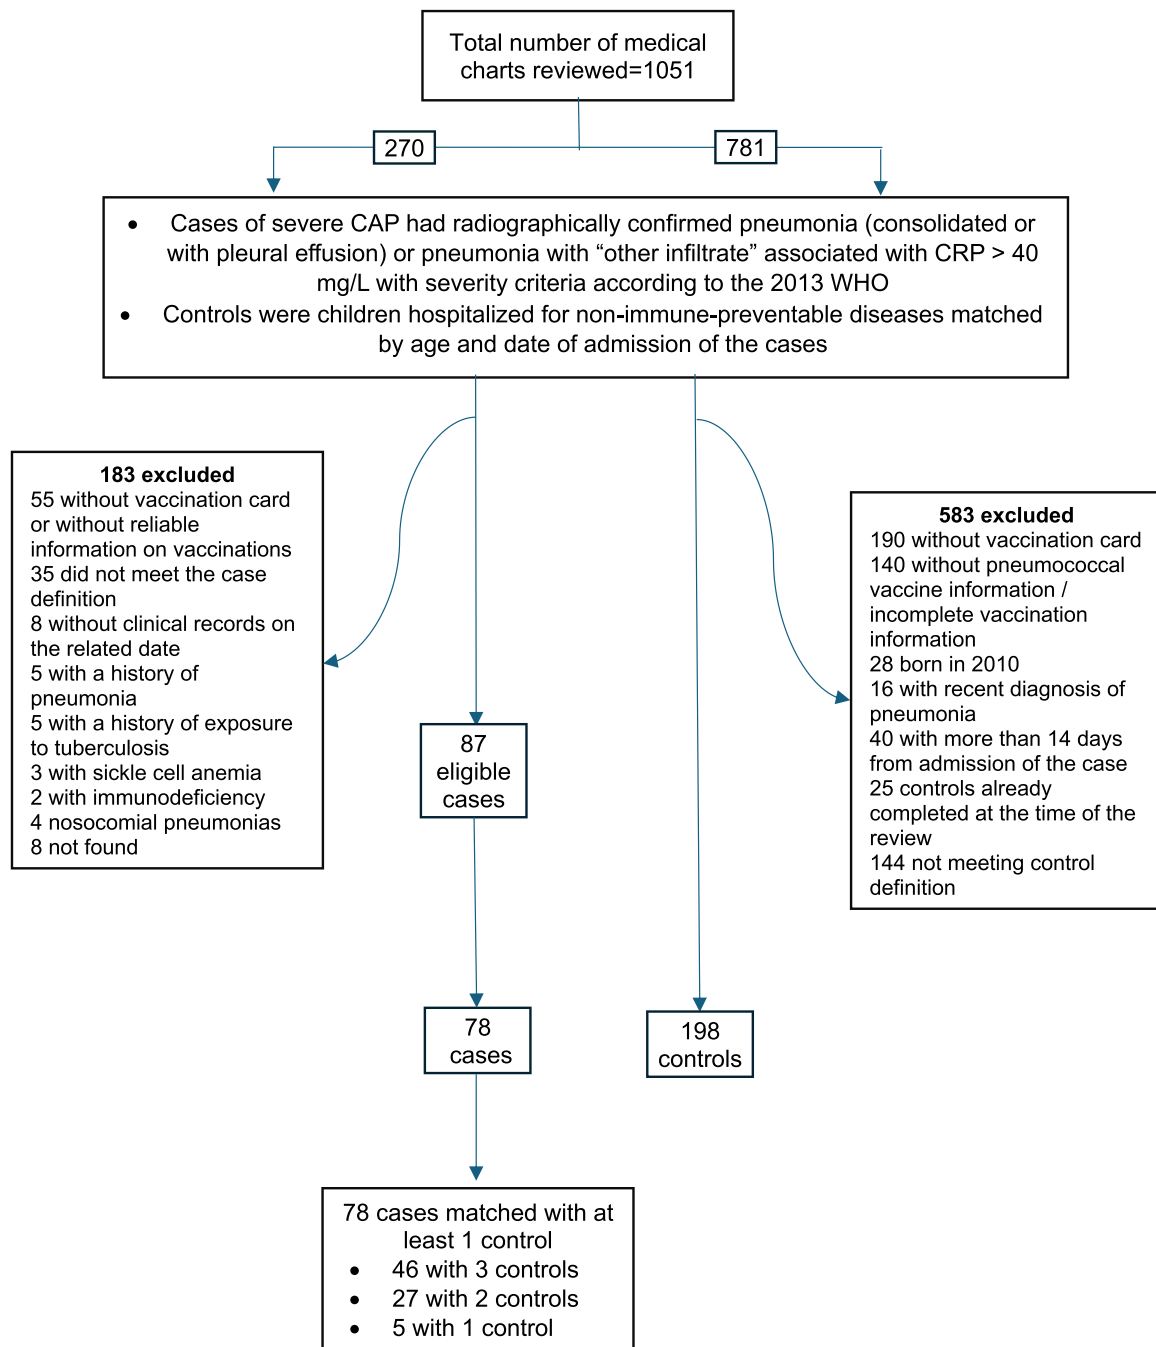 Total number of medical
charts reviewed=1051
270
781
• Cases of severe CAP had radiographically confirmed pneumonia (consolidated or
with pleural effusion) or pneumonia with “other infiltrate” associated with CRP > 40
mg/L with severity criteria according to the 2013 WHO
• Controls were children hospitalized for non-immune-preventable diseases matched
by age and date of admission of the cases
183 excluded
55 without vaccination card
or without reliable
information on vaccinations
35 did not meet the case
definition
8 without clinical records on
the related date
5 with a history of
pneumonia
5 with a history of exposure
to tuberculosis
3 with sickle cell anemia
2 with immunodeficiency
4 nosocomial pneumonias
8 not found
583 excluded
190 without vaccination card
140 without pneumococcal
vaccine information /
incomplete vaccination
information
28 born in 2010
16 with recent diagnosis of
pneumonia
40 with more than 14 days
from admission of the case
25 controls already
completed at the time of the
review
144 not meeting control
definition
87
eligible
cases
78
cases
198
controls
78 cases matched with at
least 1 control
• 46 with 3 controls
• 27 with 2 controls
• 5 with 1 control